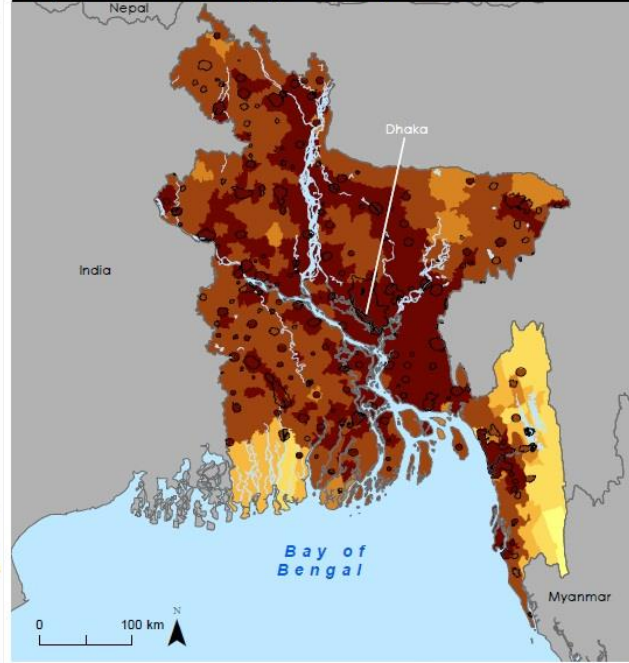 Nepal
Dhaka
India
Bay of
Bengal
Myanmar
N
0 100 km